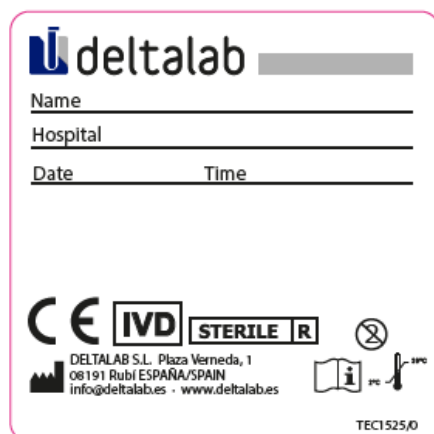 deltalab
Name
Hospital
Date Time
CE IVD STERILE R 2
DELTALAB S.L. Plaza Verneda, 1
08191 Rubí ESPAÑA/SPAIN
info@deltalab.es - www.deltalab.es
i
TEC1525/0